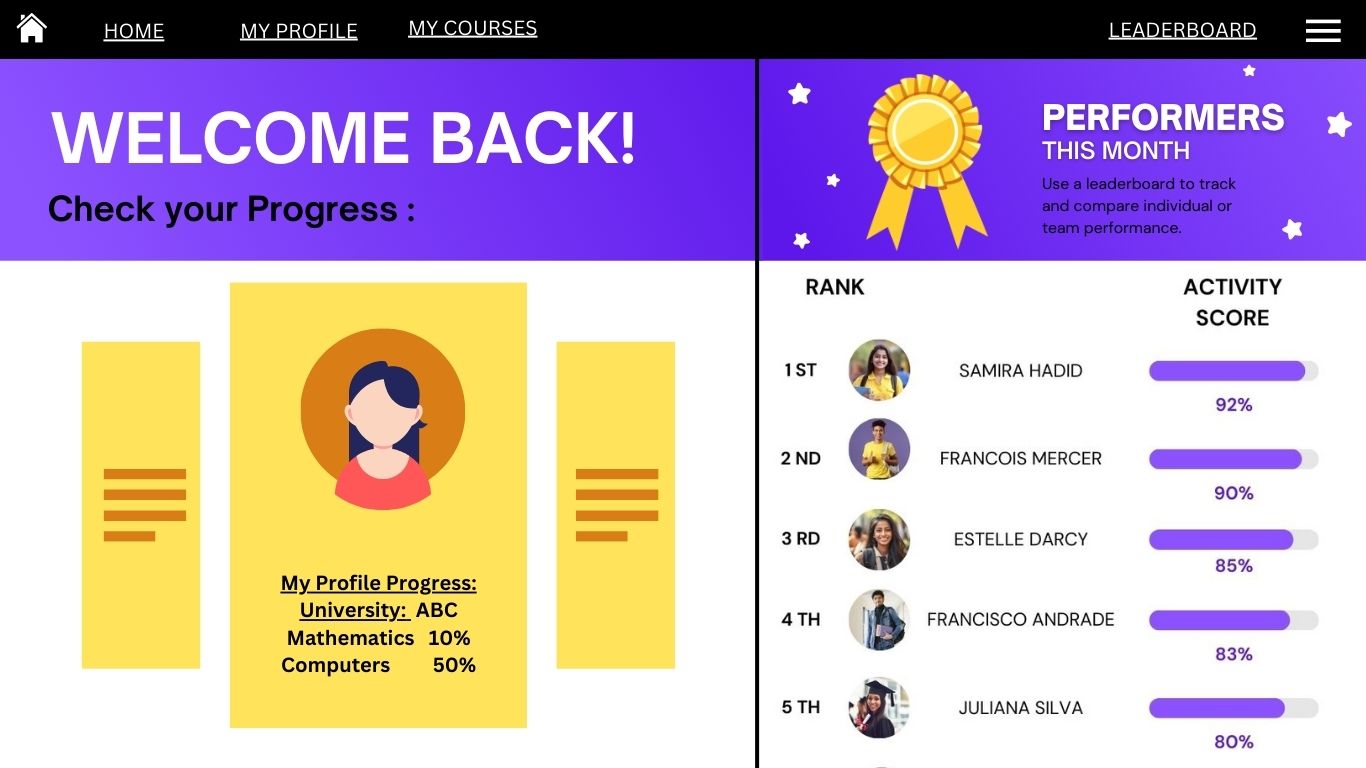 HOME
MY PROFILE
MY COURSES
LEADERBOARD
WELCOME BACK!
Check your Progress :
My Profile Progress:
University: ABC
Mathematics 10%
Computers 50%
PERFORMERS
THIS MONTH
Use a leaderboard to track
and compare individual or
team performance.
RANK
ACTIVITY
SCORE
1 ST SAMIRA HADID
92%
2 ND FRANCOIS MERCER
90%
3 RD ESTELLE DARCY
85%
4 TH FRANCISCO ANDRADE
83%
5 TH JULIANA SILVA
80%